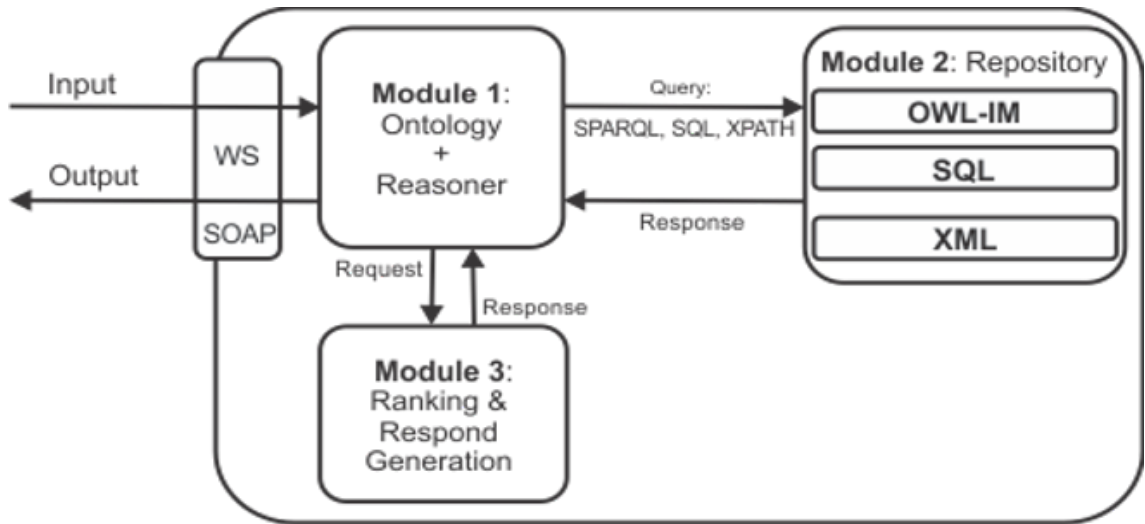 Input
Output
WS
SOAP
Module 1:
Ontology
+
Reasoner
Query:
SPARQL, SQL, XPATH
Response
Module 2: Repository
OWL-IM
SQL
XML
Request
Response
Module 3:
Ranking &
Respond
Generation